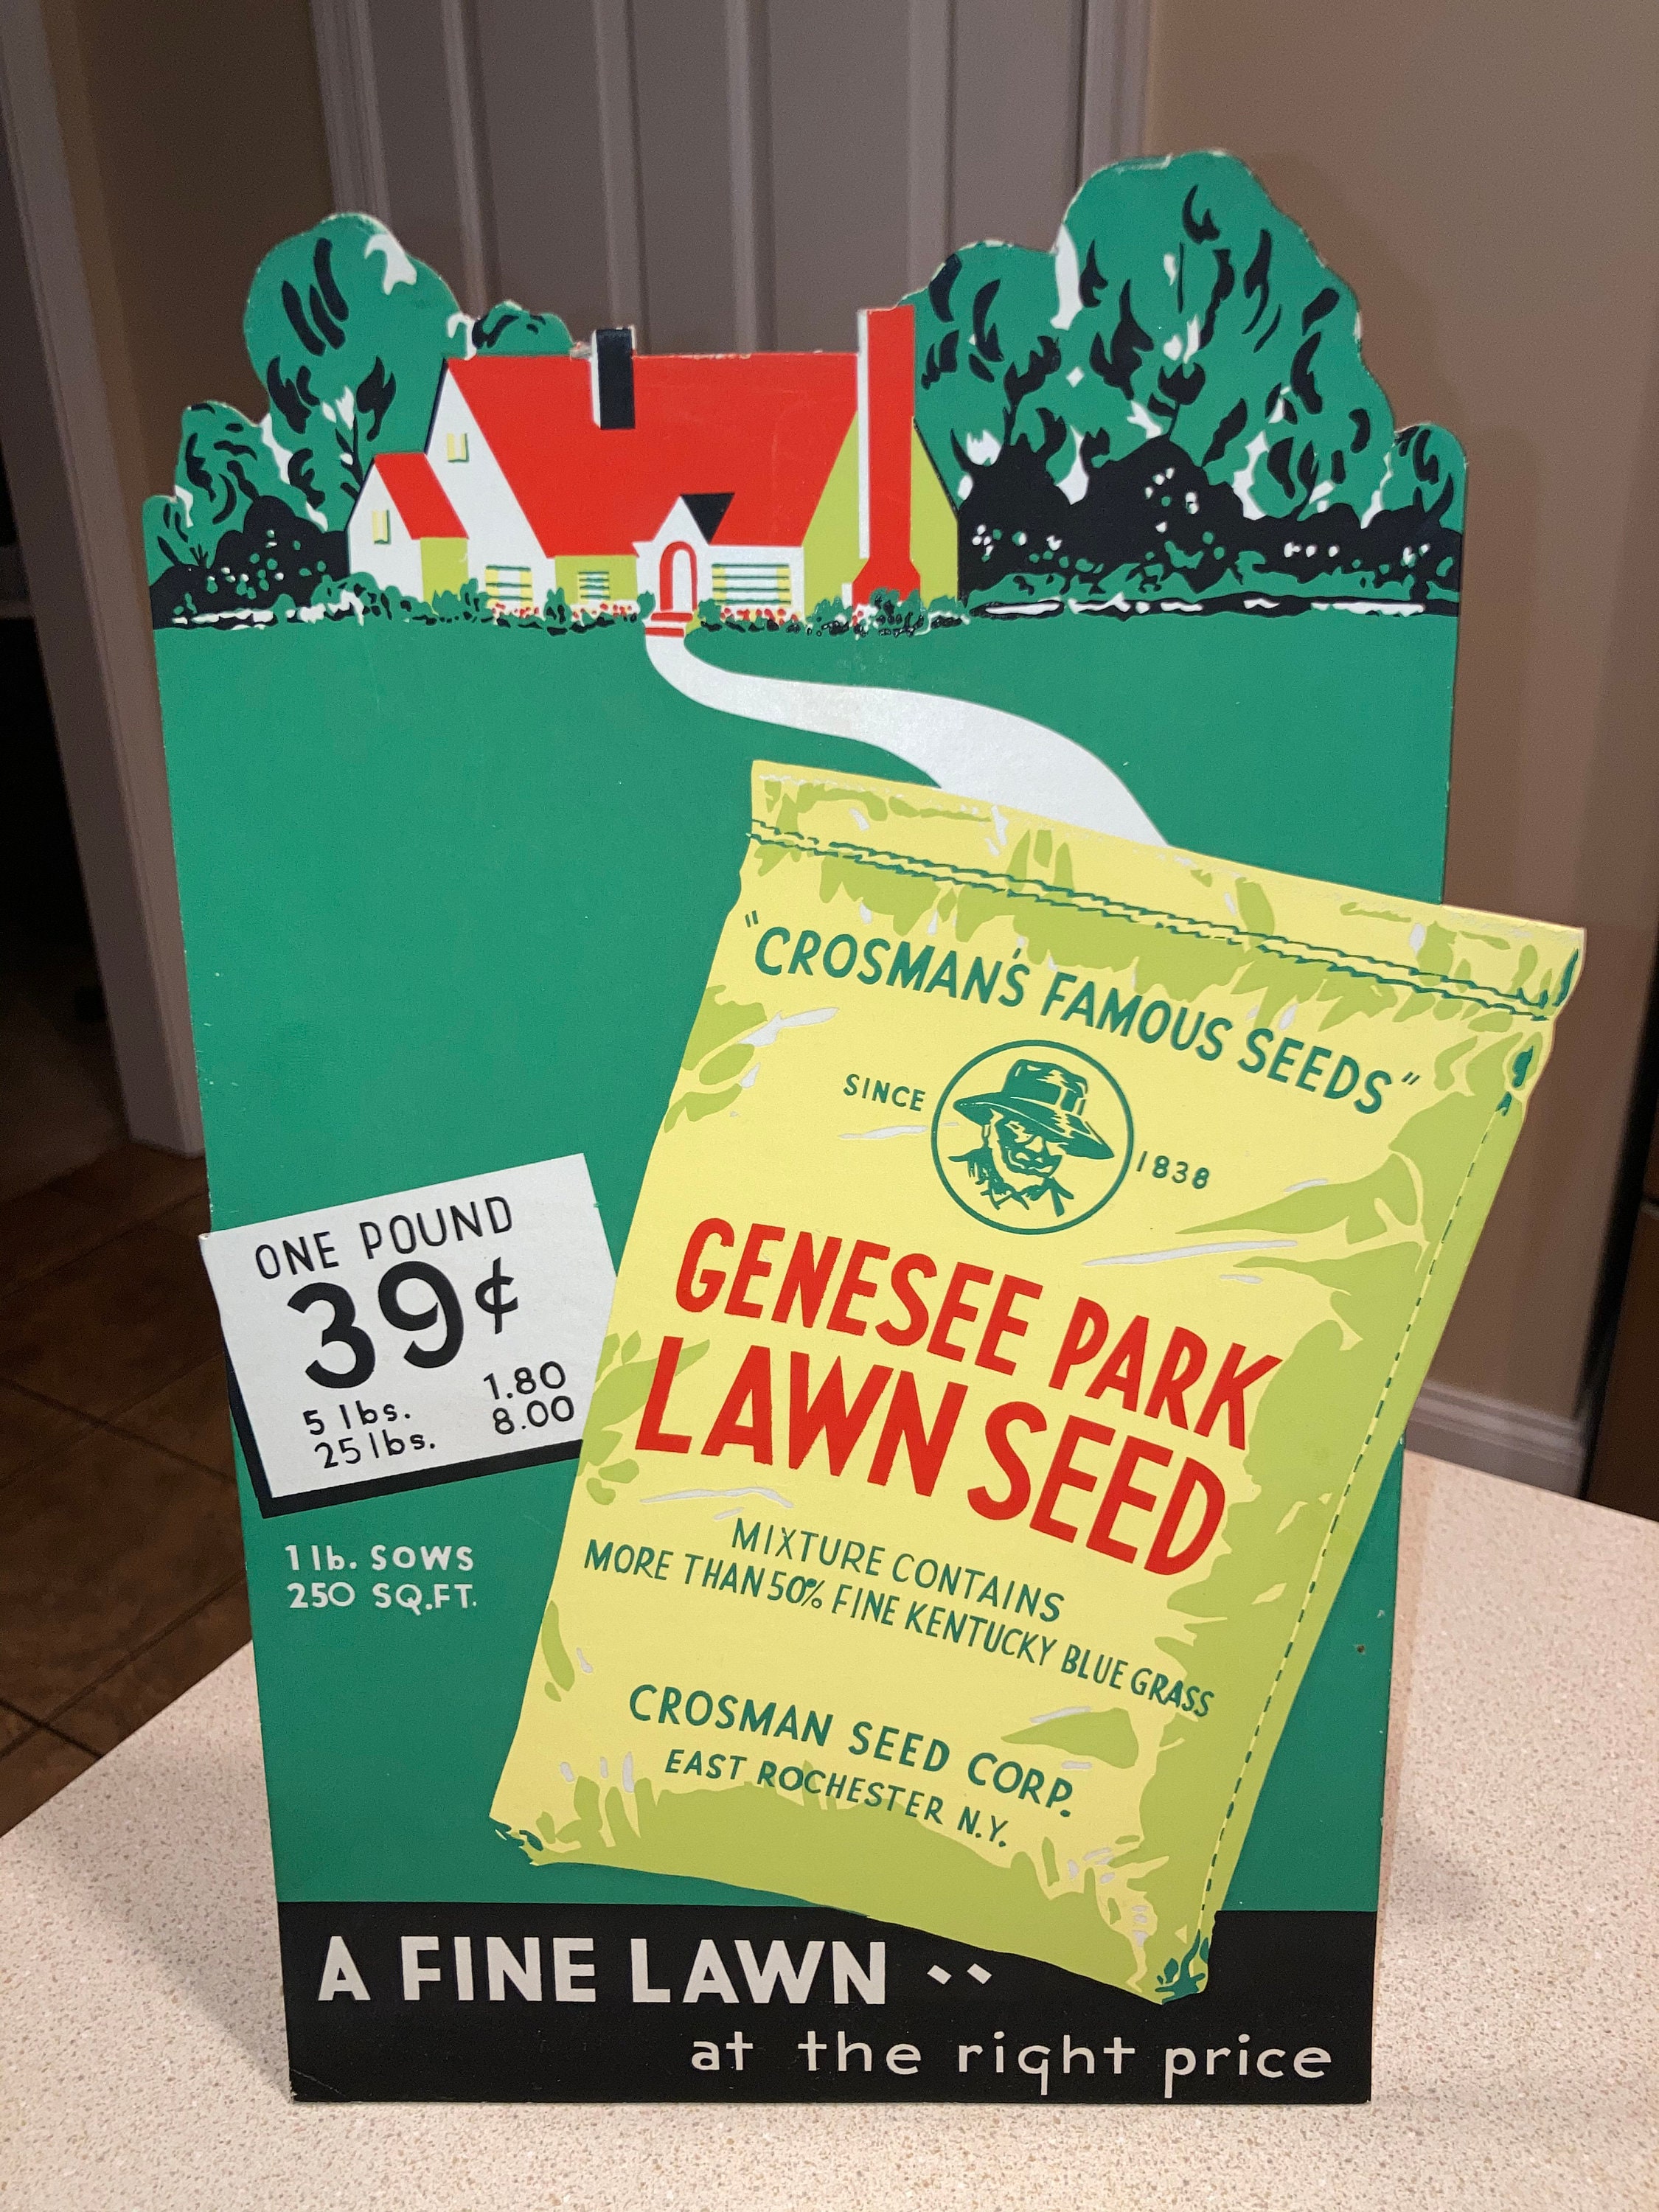 "CROSMAN'S FAMOUS SEEDS"
SINCE 1838
GENESEE PARK
LAWN SEED
MIXTURE CONTAINS
MORE THAN 50% FINE KENTUCKY BLUE GRASS
CROSMAN SEED CORP.
EAST ROCHESTER N.Y.
ONE POUND
39¢
5 lbs. 1.80
25 lbs. 8.00
1 lb. SOWS
250 SQ.FT.
A FINE LAWN --
at the right price